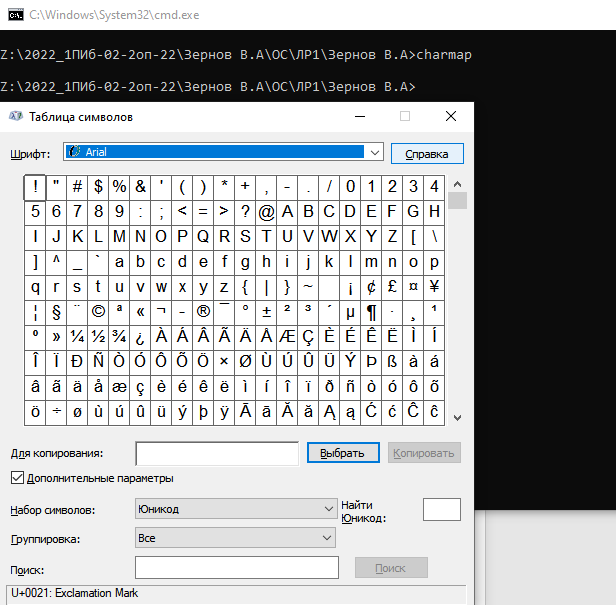 C:\Windows\System32\cmd.exe
Z:\2022_1ПИб-02-2оп-22\Зернов В.А\ОС\ЛР1\Зернов В.А>charmap
Z:\2022_1ПИб-02-2оп-22\Зернов В.А\ОС\ЛР1\Зернов В.А>
Таблица символов
Шрифт: Arial Справка
! " # $ % & ' ( ) * + , - . / 0 1 2 3 4
5 6 7 8 9 : ; < = > ? @ A B C D E F G H
I J K L M N O P Q R S T U V W X Y Z [ \
] ^ _ ` a b c d e f g h i j k l m n o p
q r s t u v w x y z { | } ~ ¡ ¢ £ ¤ ¥
¦ § ¨ © ª « ¬ - ® ¯ ° ± ² ³ ´ µ ¶ · ¸ ¹
º » ¼ ½ ¾ ¿ À Á Â Ã Ä Å Æ Ç È É Ê Ë Ì Í
Î Ï Ð Ñ Ò Ó Ô Õ Ö × Ø Ù Ú Û Ü Ý Þ ß à á
â ã ä å æ ç è é ê ë ì í î ï ð ñ ò ó ô õ
ö ÷ ø ù ú û ü ý þ ÿ Ā ā Ă ă Ą ą Ć ć Ĉ ĉ
Для копирования: Выбрать Копировать
Дополнительные параметры
Набор символов: Юникод Найти Юникод:
Группировка: Все
Поиск: Поиск
U+0021: Exclamation Mark